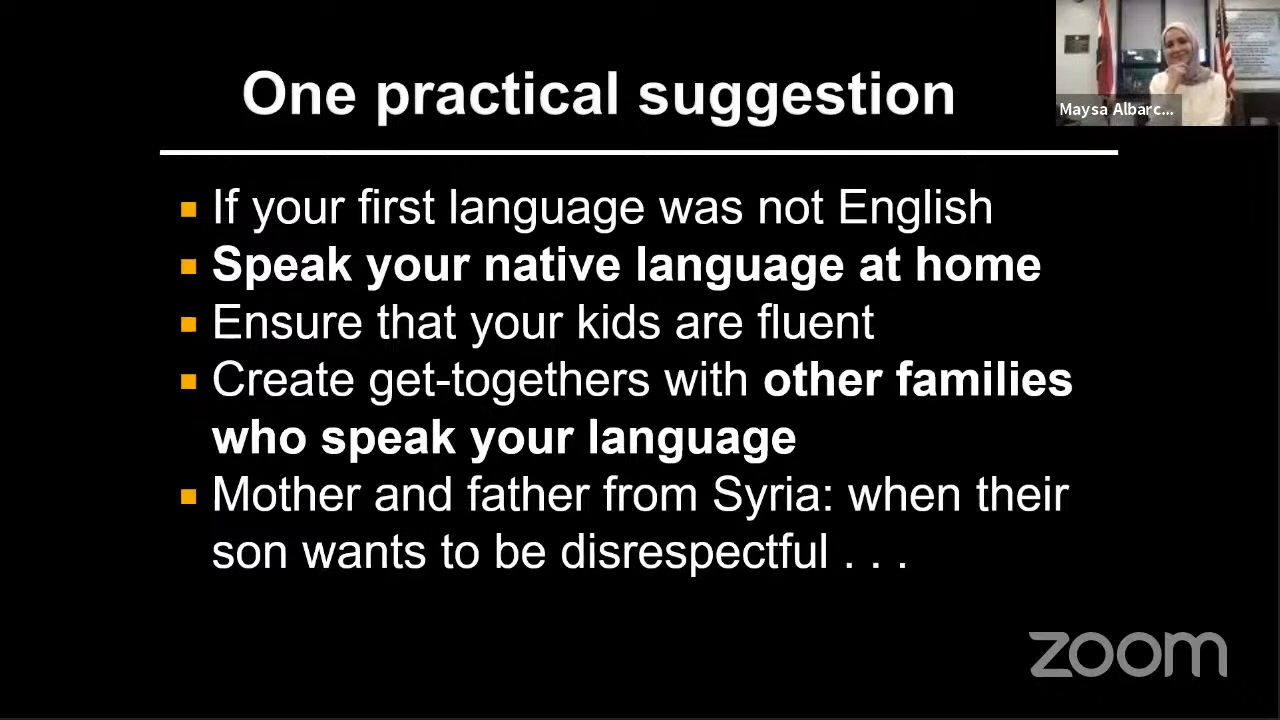 One practical suggestion
Maysa Albarc...
If your first language was not English
Speak your native language at home
Ensure that your kids are fluent
Create get-togethers with other families
who speak your language
Mother and father from Syria: when their
son wants to be disrespectful . . .
zoom